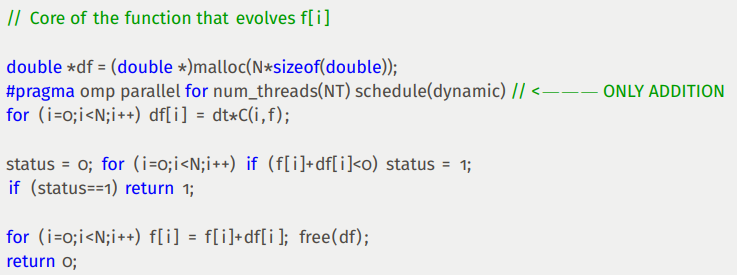 // Core of the function that evolves f[i]
double *df = (double *)malloc(N*sizeof(double));
#pragma omp parallel for num_threads(NT) schedule(dynamic) // <——— ONLY ADDITION
for (i=0;i<N;i++) df[i] = dt*C(i,f);
status = 0; for (i=0;i<N;i++) if (f[i]+df[i]<0) status = 1;
if (status==1) return 1;
for (i=0;i<N;i++) f[i] = f[i]+df[i]; free(df);
return 0;